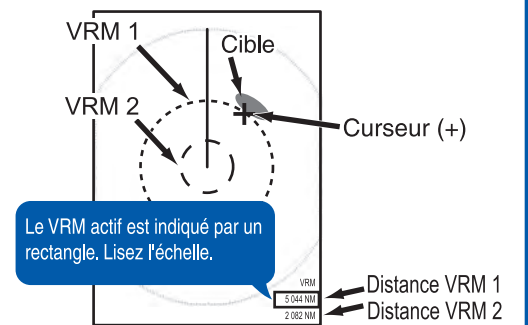 VRM 1
Cible
VRM 2
Curseur (+)
Le VRM actif est indiqué par un
rectangle. Lisez l'échelle.
VRM
5 044 NM
Distance VRM 1
2 082 NM
Distance VRM 2